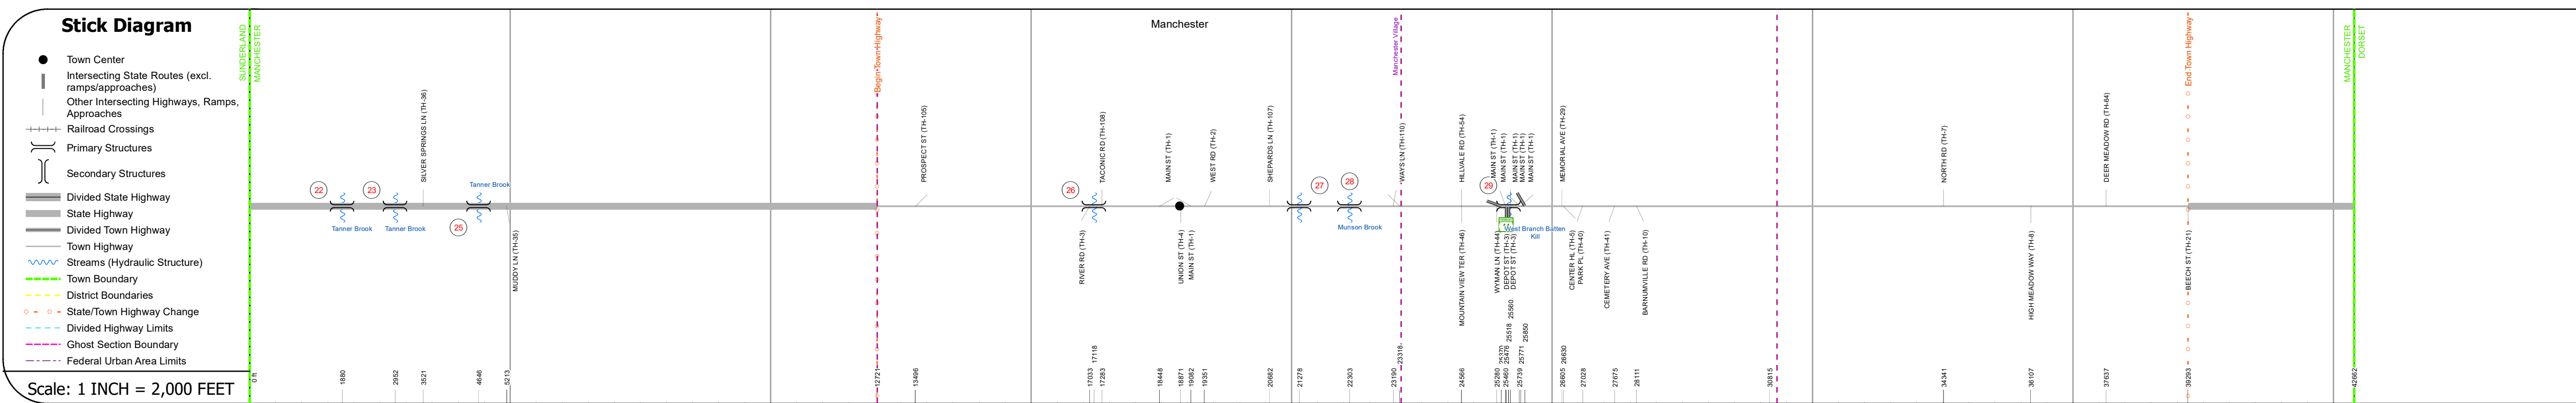 Stick Diagram
Town Center
Intersecting State Routes (excl.
ramps/approaches)
Other Intersecting Highways, Ramps,
Approaches
Railroad Crossings
Primary Structures
Secondary Structures
Divided State Highway
State Highway
Divided Town Highway
Town Highway
Streams (Hydraulic Structure)
Town Boundary
District Boundaries
State/Town Highway Change
Divided Highway Limits
Ghost Section Boundary
Federal Urban Area Limits
Scale: 1 INCH = 2,000 FEET
SUNDERLAND
MANCHESTER
Manchester
Begin Town Highway
Manchester Village
End Town Highway
MANCHESTER
DORSET
SILVER SPRINGS LN (TH-36)
PROSPECT ST (TH-105)
TACONIC RD (TH-108)
MAIN ST (TH-1)
WEST RD (TH-2)
SHEPARDS LN (TH-107)
WAYS LN (TH-110)
HILLVALE RD (TH-54)
MAIN ST (TH-1)
MAIN ST (TH-1)
MAIN ST (TH-1)
MAIN ST (TH-1)
MAIN ST (TH-1)
MEMORIAL AVE (TH-29)
NORTH RD (TH-7)
DEER MEADOW RD (TH-64)
22
23
Tanner Brook
26
27
28
29
Tanner Brook
Tanner Brook
25
Munson Brook
West Branch Batten
Kill
MUDDY LN (TH-35)
RIVER RD (TH-3)
UNION ST (TH-4)
MAIN ST (TH-1)
MOUNTAIN VIEW TER (TH-46)
WYMAN LN (TH-44)
DEPOT ST (TH-3)
DEPOT ST (TH-3)
CENTER HL (TH-5)
PARK PL (TH-40)
CEMETERY AVE (TH-41)
BARNUMVILLE RD (TH-10)
HIGH MEADOW WAY (TH-8)
BEECH ST (TH-21)
0 ft
1880
2952
3521
4646
5213
12721
13496
17033
17118
17283
18448
18871
19082
19351
20682
21278
22303
23190
23318
24566
25280
25370
25460
25476
25518
25560
25739
25771
25850
26605
26630
27028
27675
28111
30815
34341
36107
37637
39293
42662